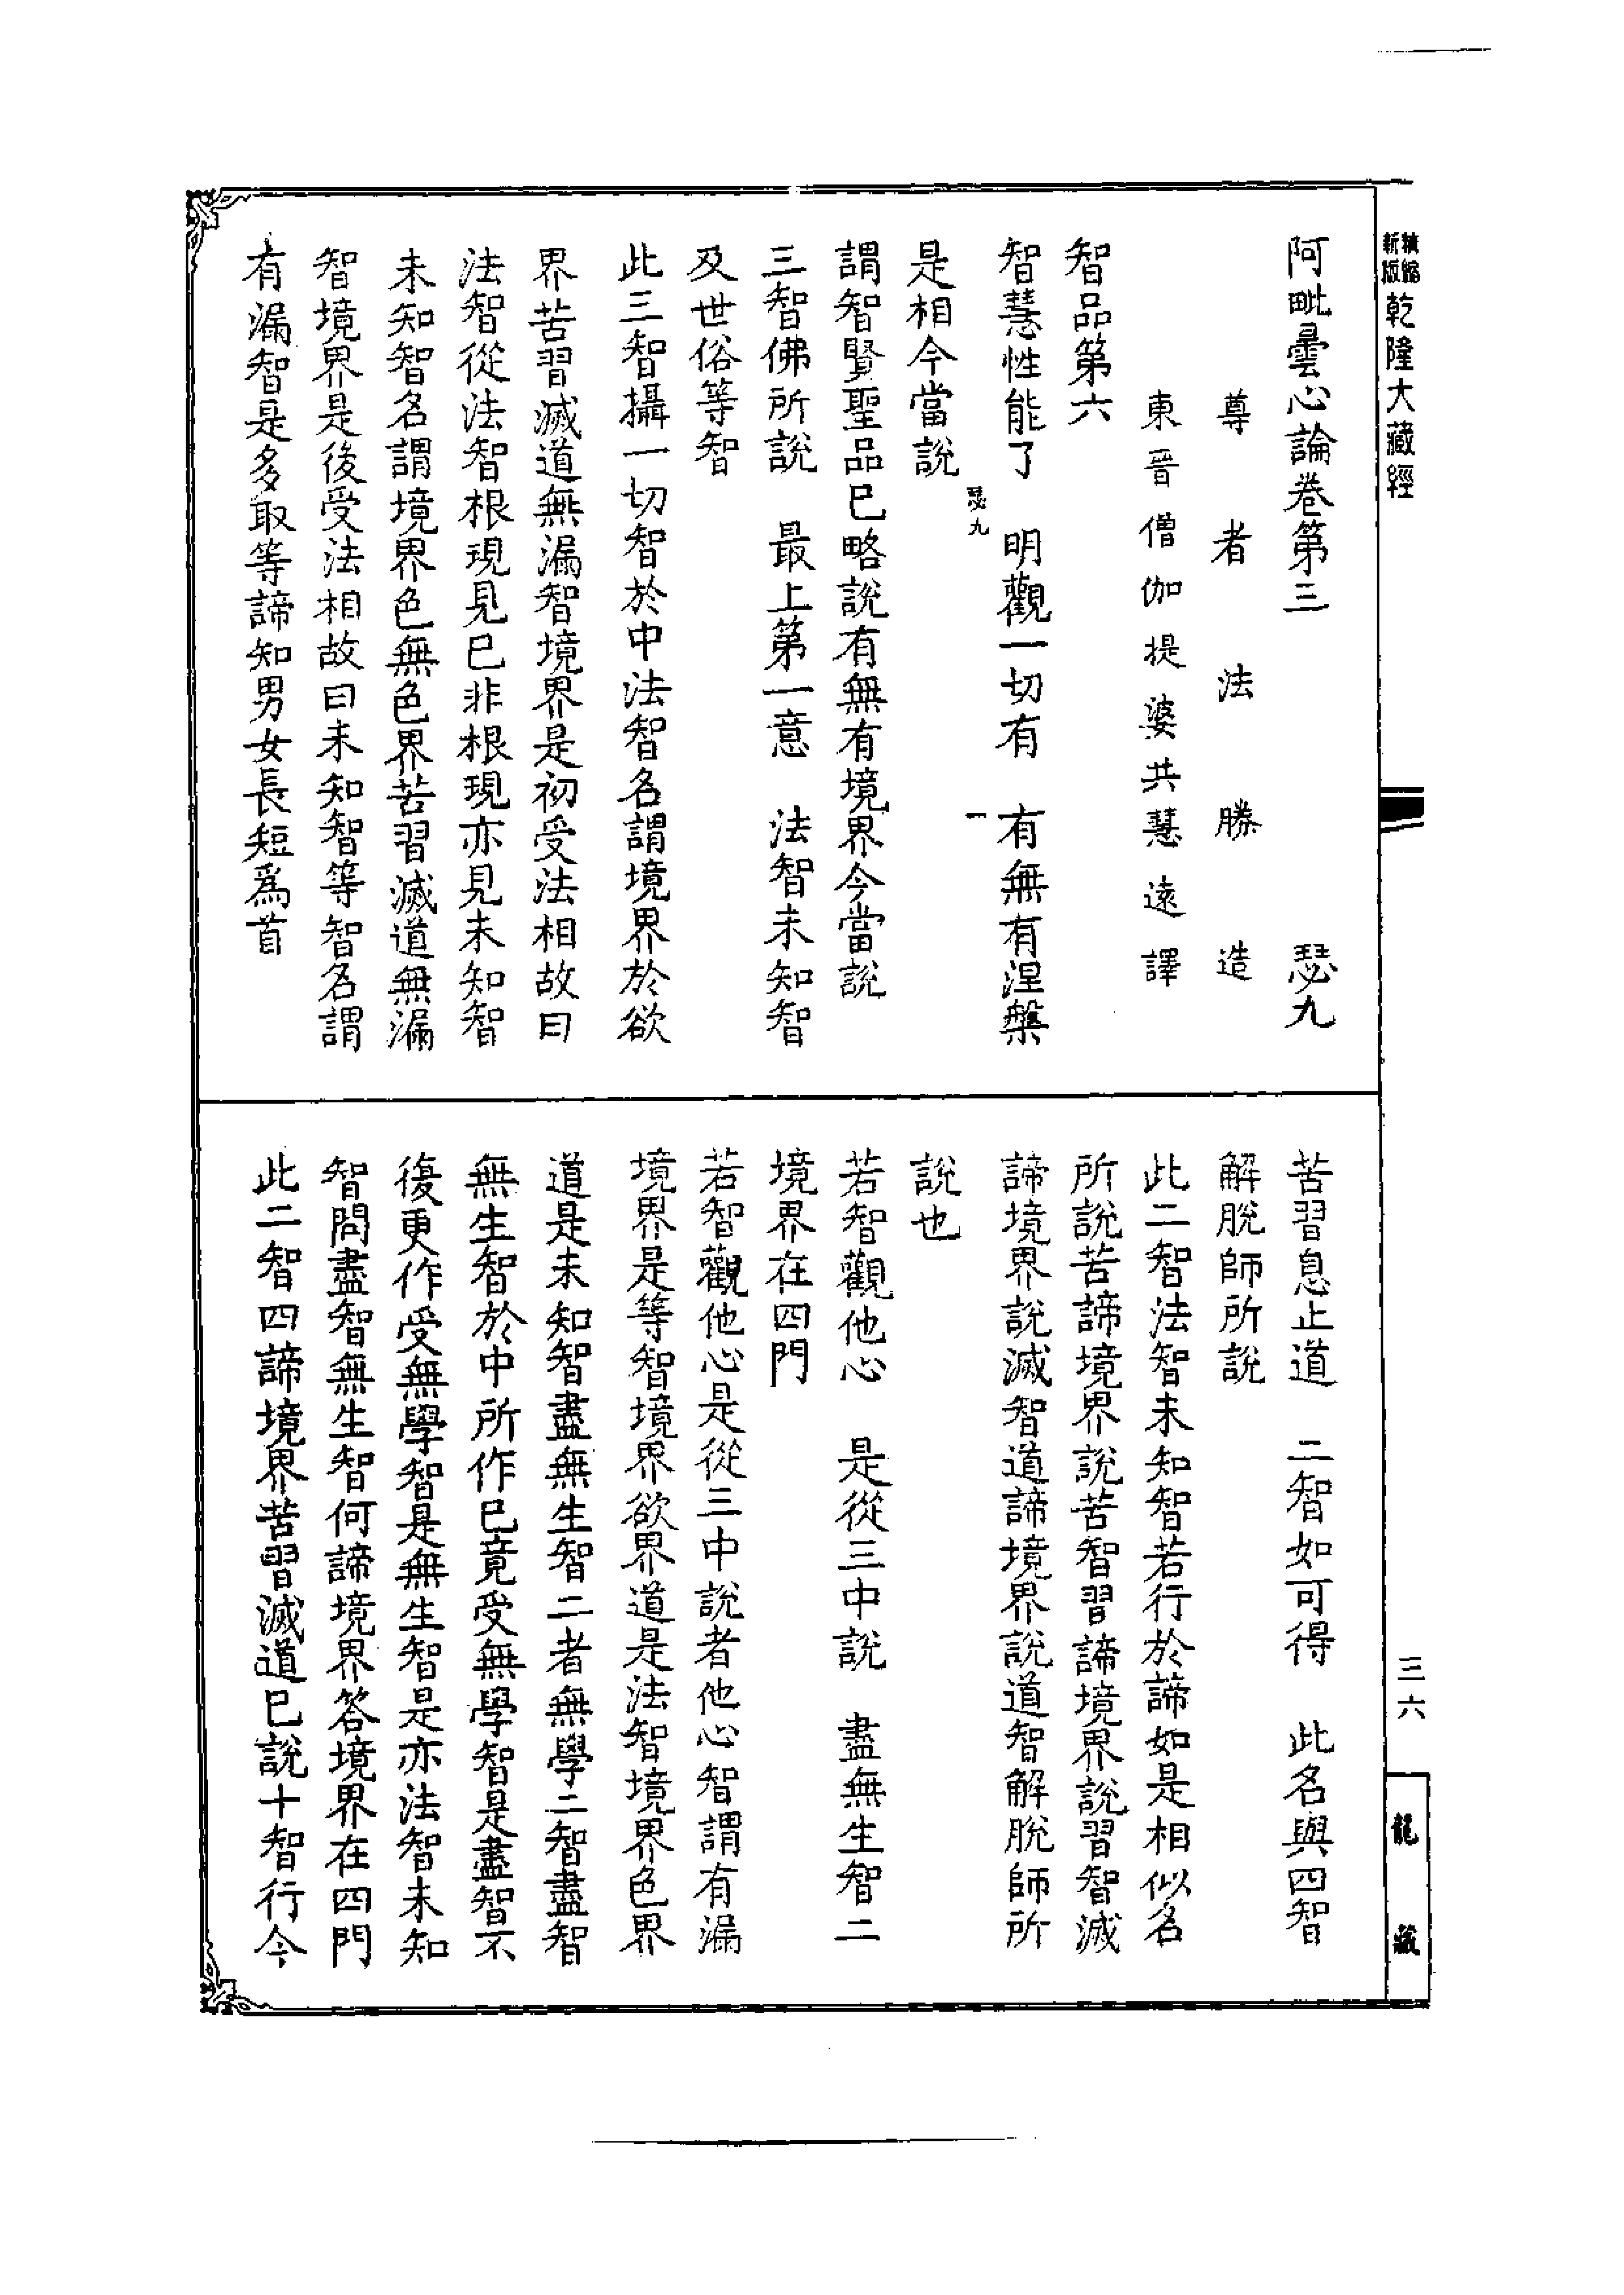 新版
精縮
乾隆大藏經
三六
龍藏
阿毗曇心論卷第三　瑟九
尊者法勝造
東晉僧伽提婆共慧遠譯
智品第六
智慧性能了　明觀一切有　有無有涅槃
瑟九　一
是相今當說
謂智賢聖品已略說有無有境界今當說
三智佛所說　最上第一意　法智未知智
及世俗等智
此三智攝一切智於中法智名謂境界於欲
界苦習滅道無漏智境界是初受法相故曰
法智從法智根現見已非根現亦見未知智
未知智名謂境界色無色界苦習滅道無漏
智境界是後受法相故曰未知智等智名謂
有漏智是多取等諦知男女長短爲首
苦習息止道　二智如可得　此名與四智
解脫師所說
此二智法智未知智若行於諦如是相似名
所說苦諦境界說苦智習諦境界說習智滅
諦境界說滅智道諦境界說道智解脫師所
說也
若智觀他心　是從三中說　盡無生智二
境界在四門
若智觀他心是從三中說者他心智謂有漏
境界是等智境界欲界道是法智境界色界
道是未知智盡無生智二者無學二智盡智
無生智於中所作已竟受無學智是盡智不
復更作受無學智是無生智是亦法智未知
智問盡智無生智何諦境界答境界在四門
此二智四諦境界苦習滅道已說十智行今